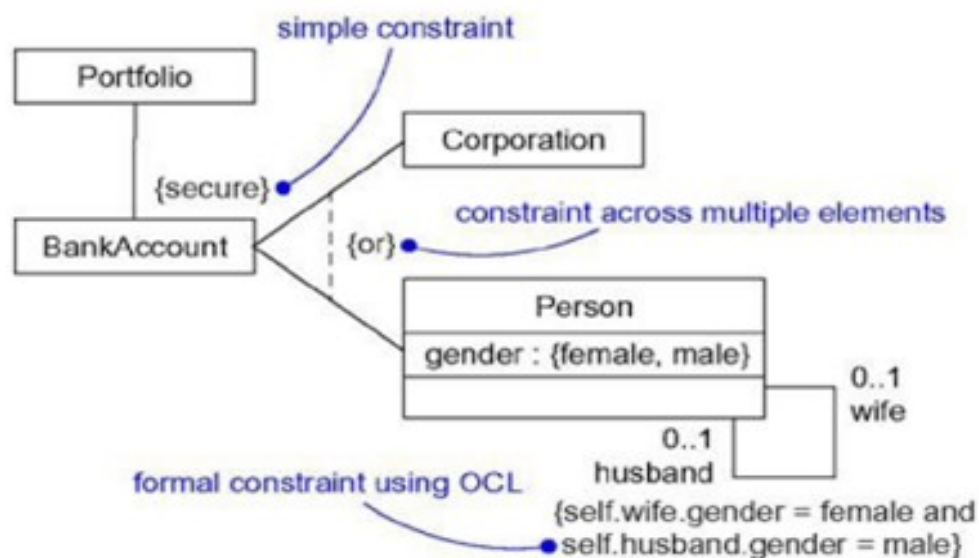 simple constraint
Portfolio
Corporation
{secure}
constraint across multiple elements
BankAccount
{or}
Person
gender : {female, male}
0..1
wife
0..1
husband
formal constraint using OCL
{self.wife.gender = female and
self.husband.gender = male}